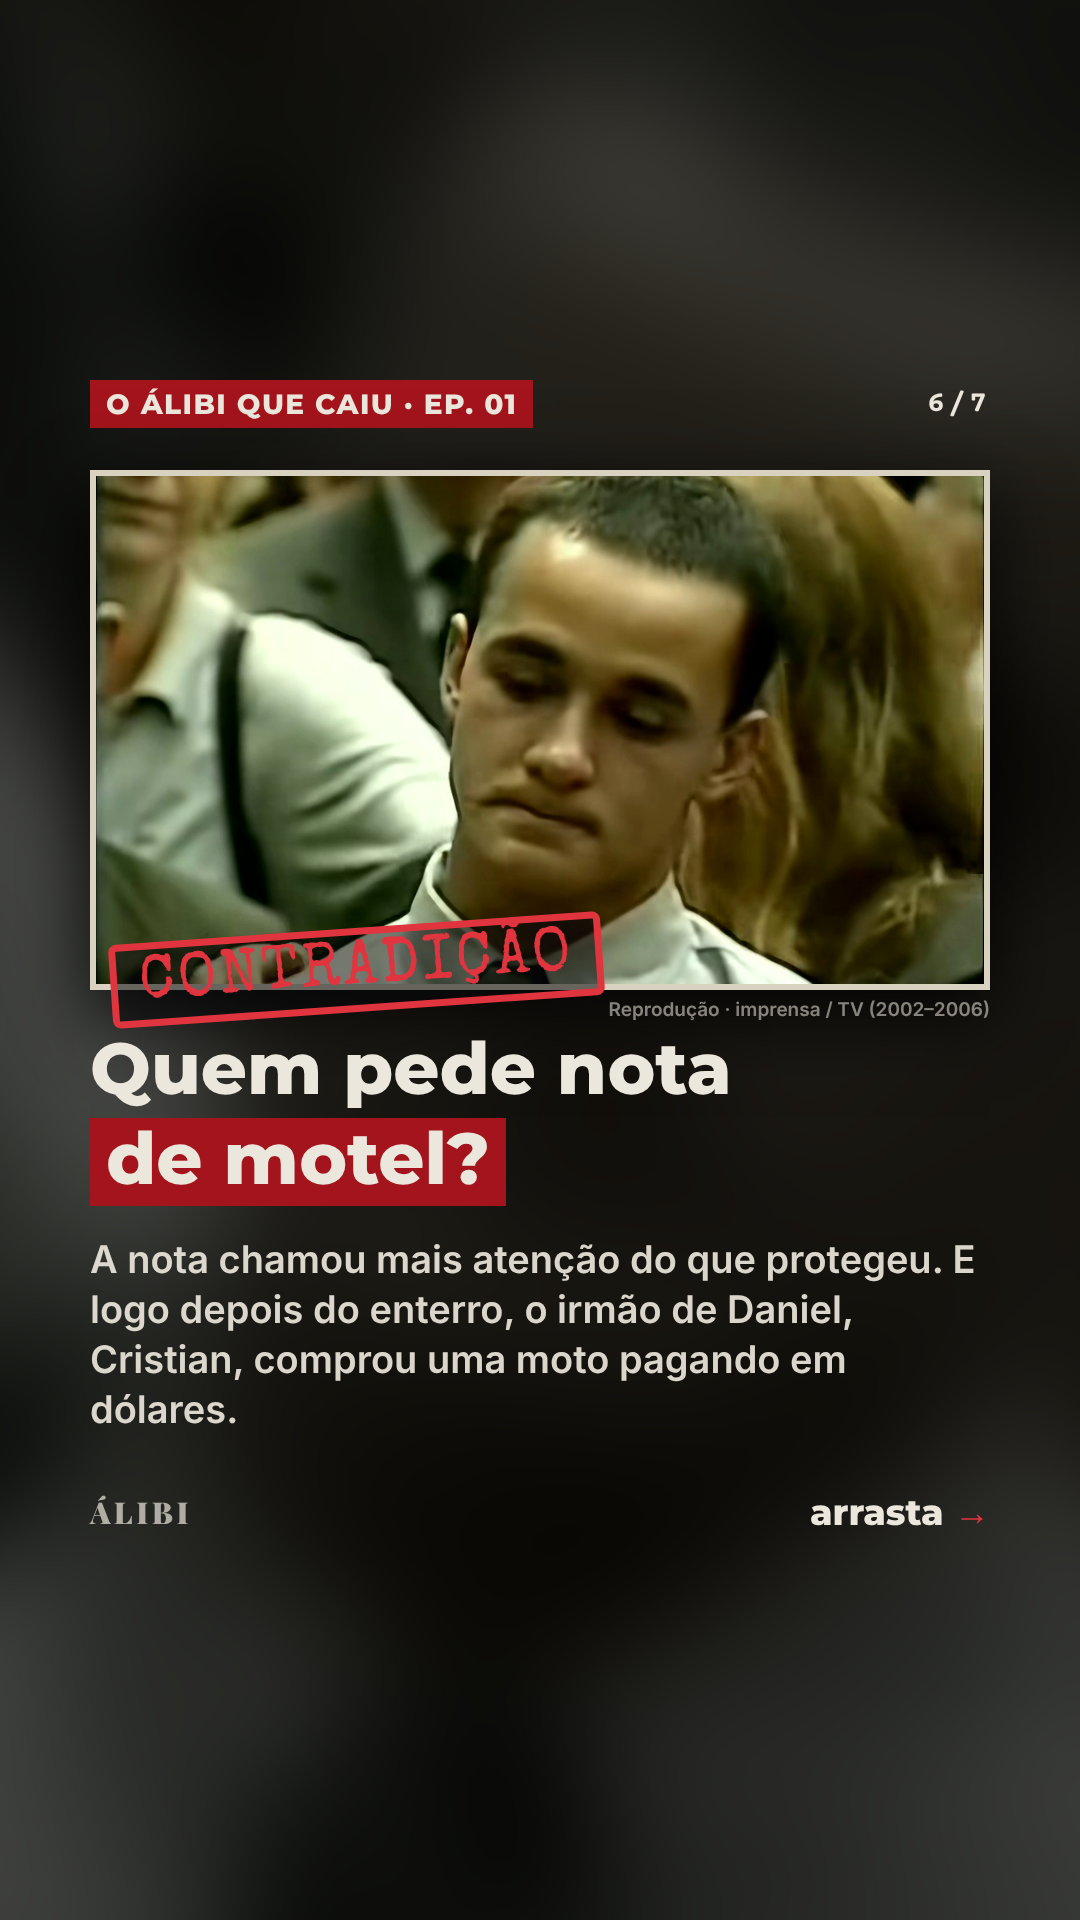 O ÁLIBI QUE CAIU · EP. 01
6 / 7
CONTRADIÇÃO
Reprodução · imprensa / TV (2002–2006)
Quem pede nota
de motel?
A nota chamou mais atenção do que protegeu. E
logo depois do enterro, o irmão de Daniel,
Cristian, comprou uma moto pagando em
dólares.
ÁLIBI
arrasta →